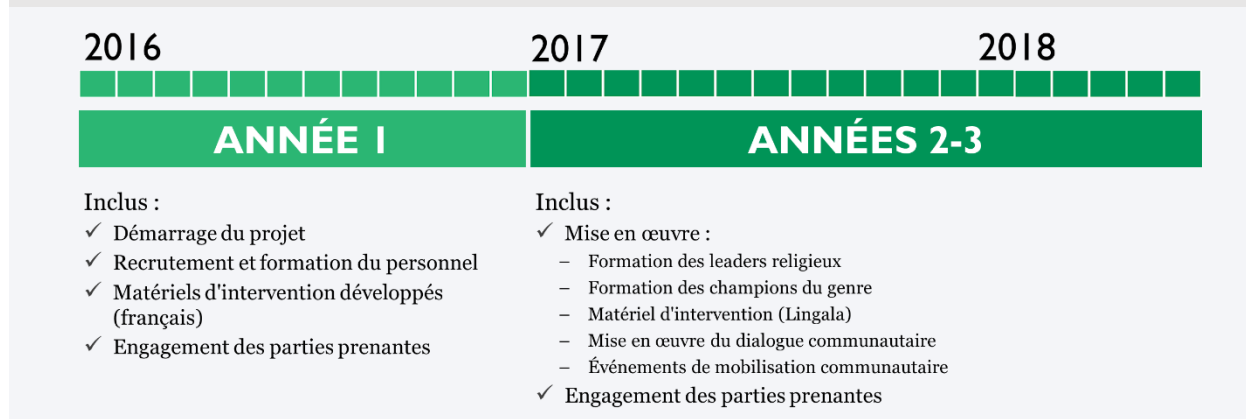 2016
2017
2018
ANNÉE I
ANNÉES 2-3
Inclus :
✓ Démarrage du projet
✓ Recrutement et formation du personnel
✓ Matériels d'intervention développés
(français)
✓ Engagement des parties prenantes
Inclus :
✓ Mise en œuvre :
– Formation des leaders religieux
– Formation des champions du genre
– Matériel d'intervention (Lingala)
– Mise en œuvre du dialogue communautaire
– Événements de mobilisation communautaire
✓ Engagement des parties prenantes